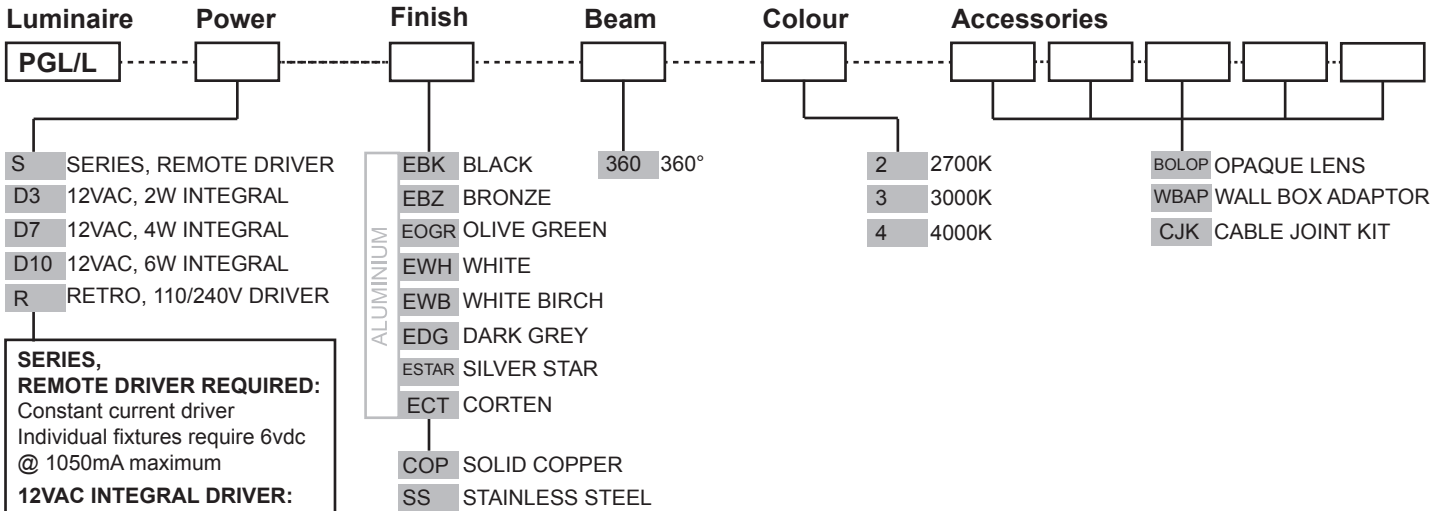 Luminaire Power Finish Beam Colour Accessories
PGL/L
S SERIES, REMOTE DRIVER
D3 12VAC, 2W INTEGRAL
D7 12VAC, 4W INTEGRAL
D10 12VAC, 6W INTEGRAL
R RETRO, 110/240V DRIVER
SERIES,
REMOTE DRIVER REQUIRED:
Constant current driver
Individual fixtures require 6vdc
@ 1050mA maximum
12VAC INTEGRAL DRIVER:
ALUMINIUM
EBK BLACK
EBZ BRONZE
EOGR OLIVE GREEN
EWH WHITE
EWB WHITE BIRCH
EDG DARK GREY
ESTAR SILVER STAR
ECT CORTEN
COP SOLID COPPER
SS STAINLESS STEEL
360 360°
2 2700K
3 3000K
4 4000K
BOLOP OPAQUE LENS
WBAP WALL BOX ADAPTOR
CJK CABLE JOINT KIT